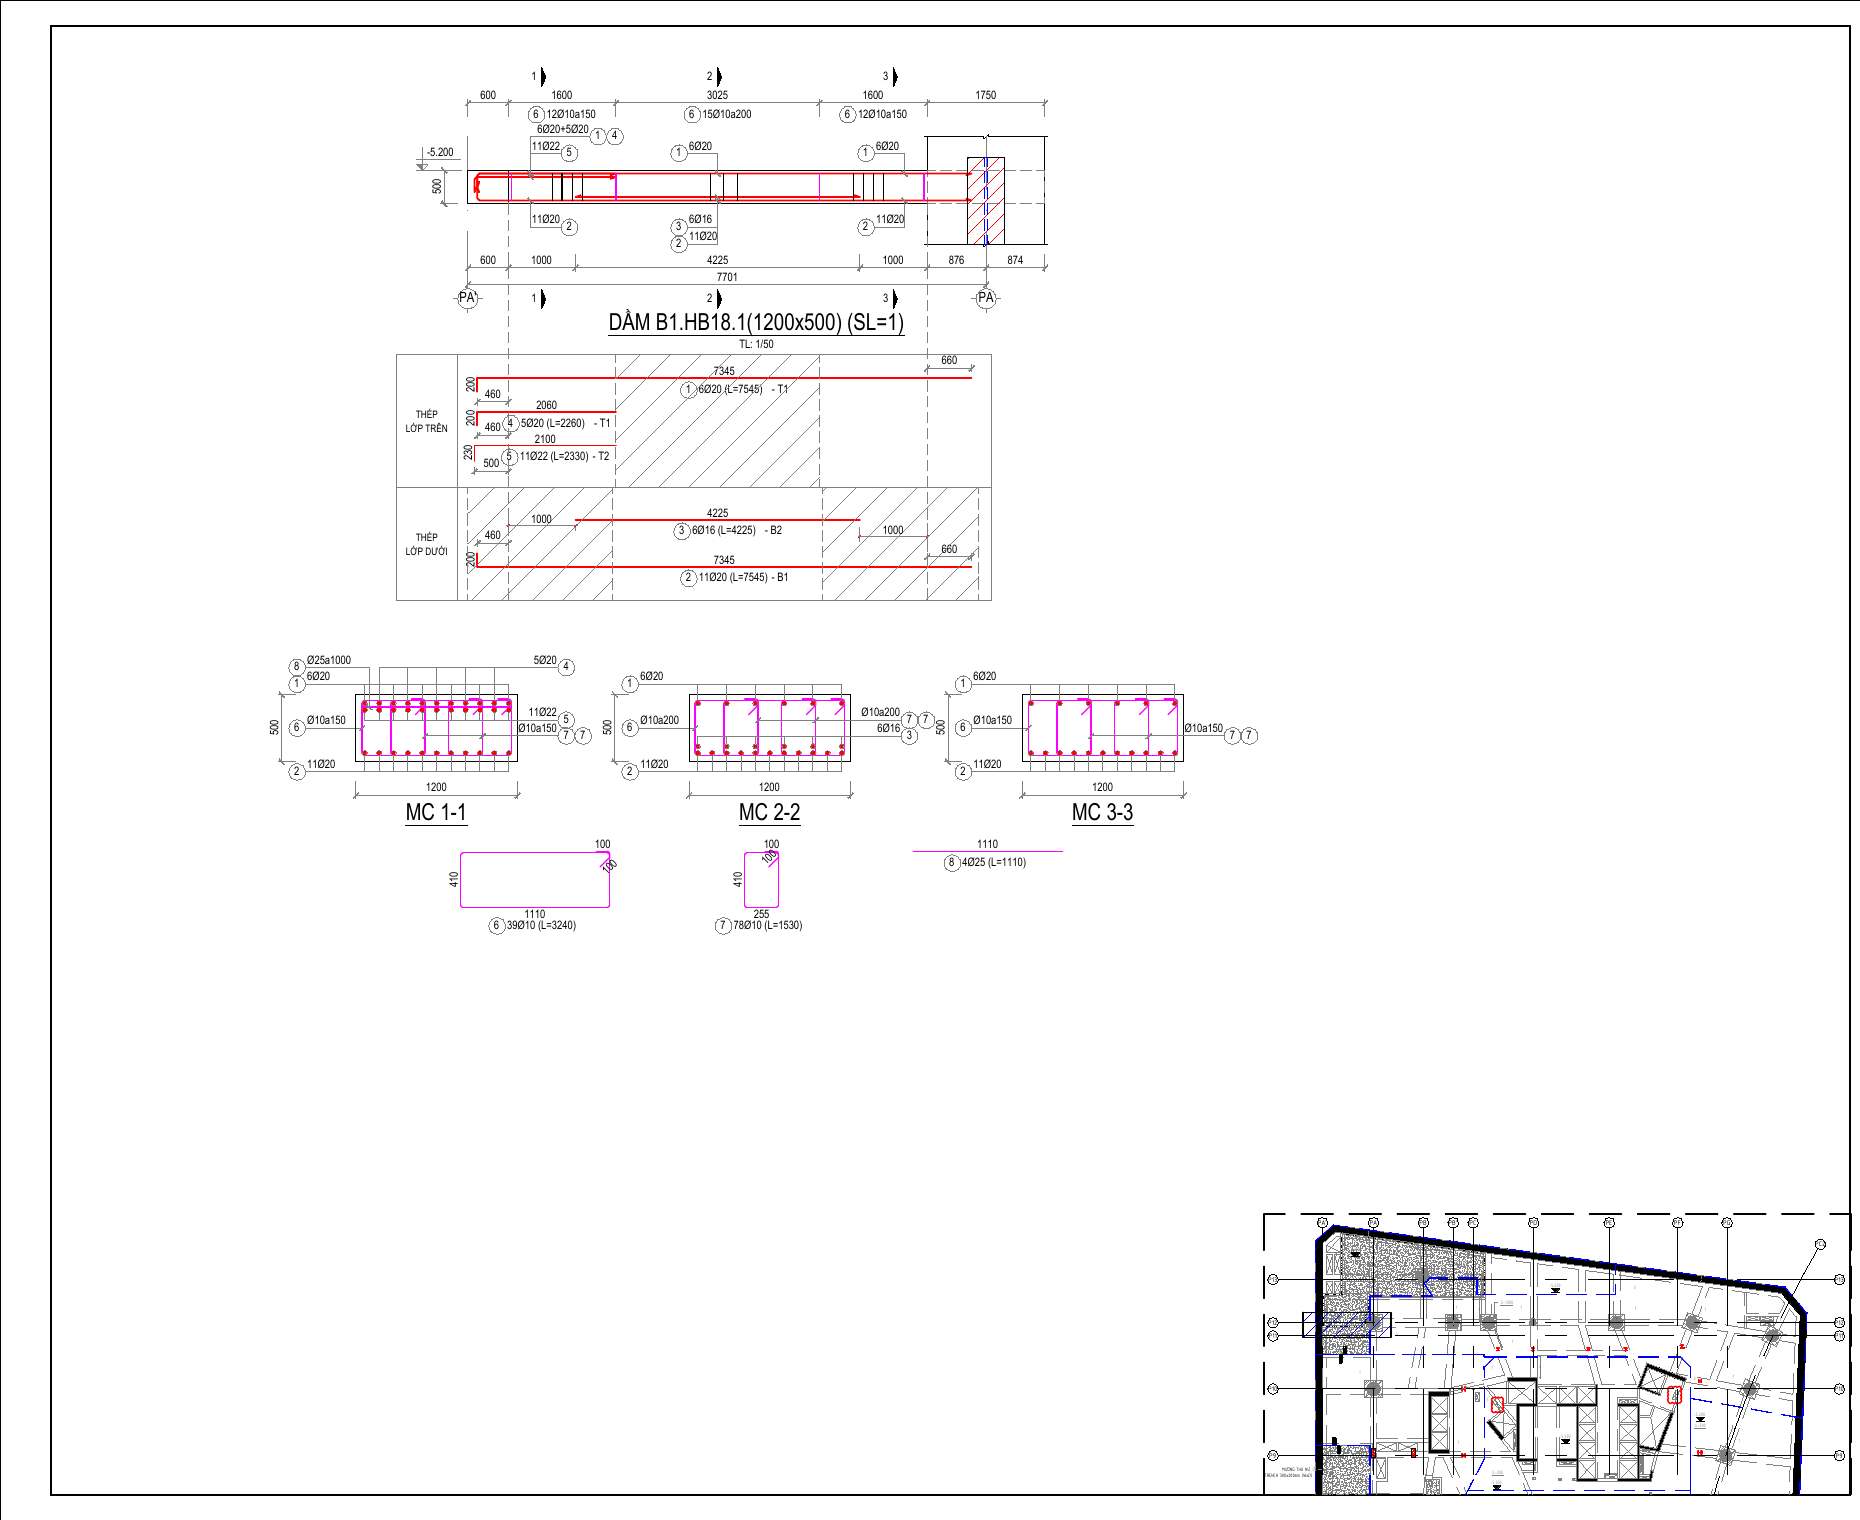 1 2 3
600 1600 3025 1600 1750
6 12Ø10a150 6 15Ø10a200 6 12Ø10a150
6Ø20+5Ø20 1 4
11Ø22 5 1 6Ø20 1 6Ø20
-5.200
500
11Ø20 2 3 6Ø16 2 11Ø20
2 11Ø20
600 1000 4225 1000 876 874
7701
PA' 1 2 3 PA
DẦM B1.HB18.1(1200x500) (SL=1)
TL: 1/50
THÉP
LỚP TRÊN
200 7345 660
1 6Ø20 (L=7545) - T1
460
200 2060
4 5Ø20 (L=2260) - T1
460
230 2100
5 11Ø22 (L=2330) - T2
500
THÉP
LỚP DƯỚI
1000 4225 1000
3 6Ø16 (L=4225) - B2
460 660
200 7345
2 11Ø20 (L=7545) - B1
8 Ø25a1000 5Ø20 4
1 6Ø20
500 6 Ø10a150 11Ø22 5
Ø10a150 7 7
2 11Ø20
1200
MC 1-1
1 6Ø20
500 6 Ø10a200 Ø10a200 7 7
6Ø16 3
2 11Ø20
1200
MC 2-2
1 6Ø20
500 6 Ø10a150 Ø10a150 7 7
2 11Ø20
1200
MC 3-3
100
100
410
1110
6 39Ø10 (L=3240)
100
100
410
255
7 78Ø10 (L=1530)
1110
8 4Ø25 (L=1110)